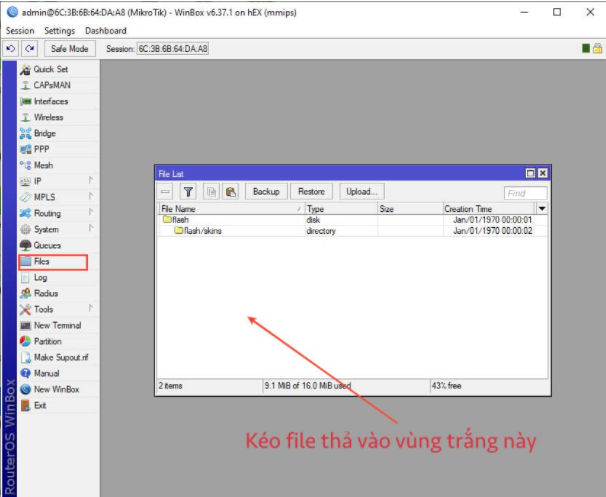 admin@6C:3B:6B:64:DA:A8 (MikroTik) - WinBox v6.37.1 on hEX (mmips)
Session Settings Dashboard
Safe Mode Session: 6C:3B:6B:64:DA:A8
Quick Set
CAPsMAN
Interfaces
Wireless
Bridge
PPP
Mesh
IP
MPLS
Routing
System
Queues
Files
Log
Radius
Tools
New Terminal
Partition
Make Supout.rif
Manual
New WinBox
Exit
RouterOS WinBox
File List
Backup Restore Upload... Find
File Name Type Size Creation Time
flash disk Jan/01/1970 00:00:01
flash/skins directory Jan/01/1970 00:00:02
2 items 9.1 MiB of 16.0 MiB used 43% free
Kéo file thả vào vùng trắng này